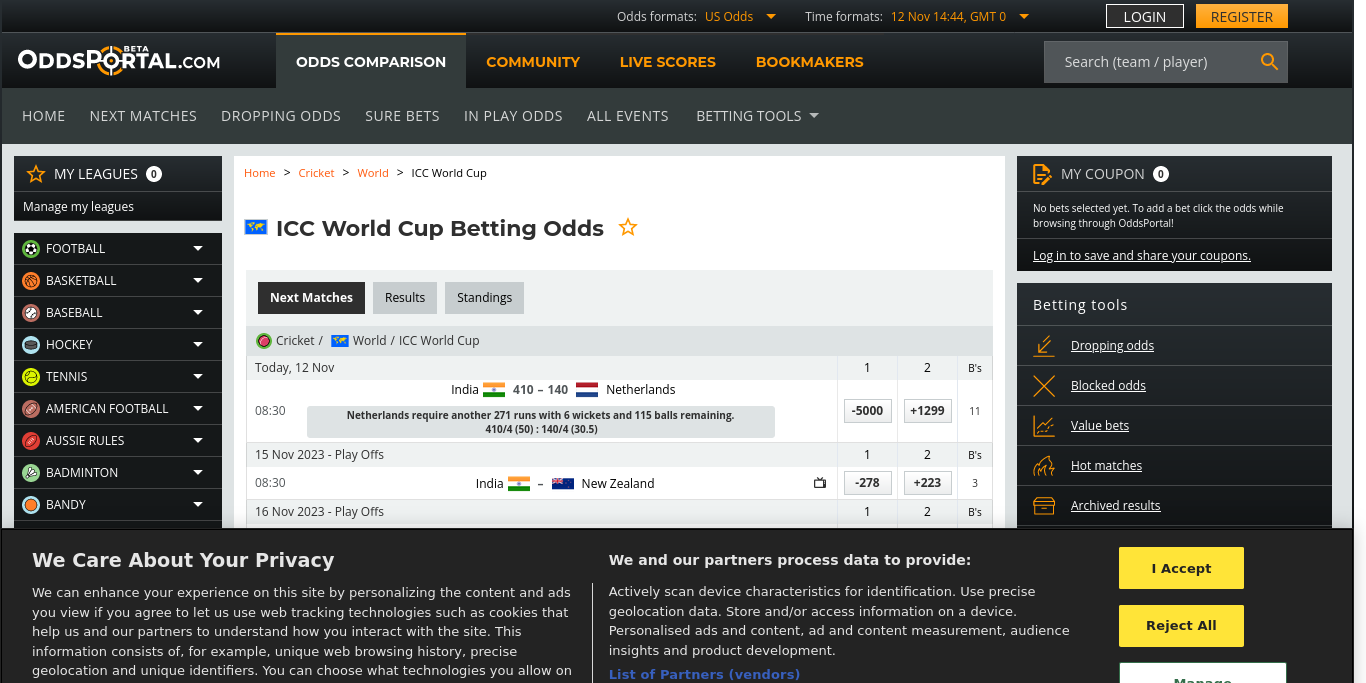 Odds formats: US Odds Time formats: 12 Nov 14:44, GMT 0 LOGIN REGISTER
ODDSPORTAL.COM BETA ODDS COMPARISON COMMUNITY LIVE SCORES BOOKMAKERS Search (team / player)
HOME NEXT MATCHES DROPPING ODDS SURE BETS IN PLAY ODDS ALL EVENTS BETTING TOOLS
MY LEAGUES 0
Manage my leagues
FOOTBALL
BASKETBALL
BASEBALL
HOCKEY
TENNIS
AMERICAN FOOTBALL
AUSSIE RULES
BADMINTON
BANDY
Home > Cricket > World > ICC World Cup
ICC World Cup Betting Odds
Next Matches Results Standings
Cricket / World / ICC World Cup
Today, 12 Nov 1 2 B's
India 410 – 140 Netherlands
08:30 -5000 +1299 11
Netherlands require another 271 runs with 6 wickets and 115 balls remaining.
410/4 (50) : 140/4 (30.5)
15 Nov 2023 - Play Offs 1 2 B's
08:30 India – New Zealand -278 +223 3
16 Nov 2023 - Play Offs 1 2 B's
MY COUPON 0
No bets selected yet. To add a bet click the odds while
browsing through OddsPortal!
Log in to save and share your coupons.
Betting tools
Dropping odds
Blocked odds
Value bets
Hot matches
Archived results
We Care About Your Privacy
We can enhance your experience on this site by personalizing the content and ads
you view if you agree to let us use web tracking technologies such as cookies that
help us and our partners to understand how you interact with the site. This
information consists of, for example, unique web browsing history, precise
geolocation and unique identifiers. You can choose what technologies you allow on
We and our partners process data to provide:
Actively scan device characteristics for identification. Use precise
geolocation data. Store and/or access information on a device.
Personalised ads and content, ad and content measurement, audience
insights and product development.
List of Partners (vendors)
I Accept
Reject All
Manage